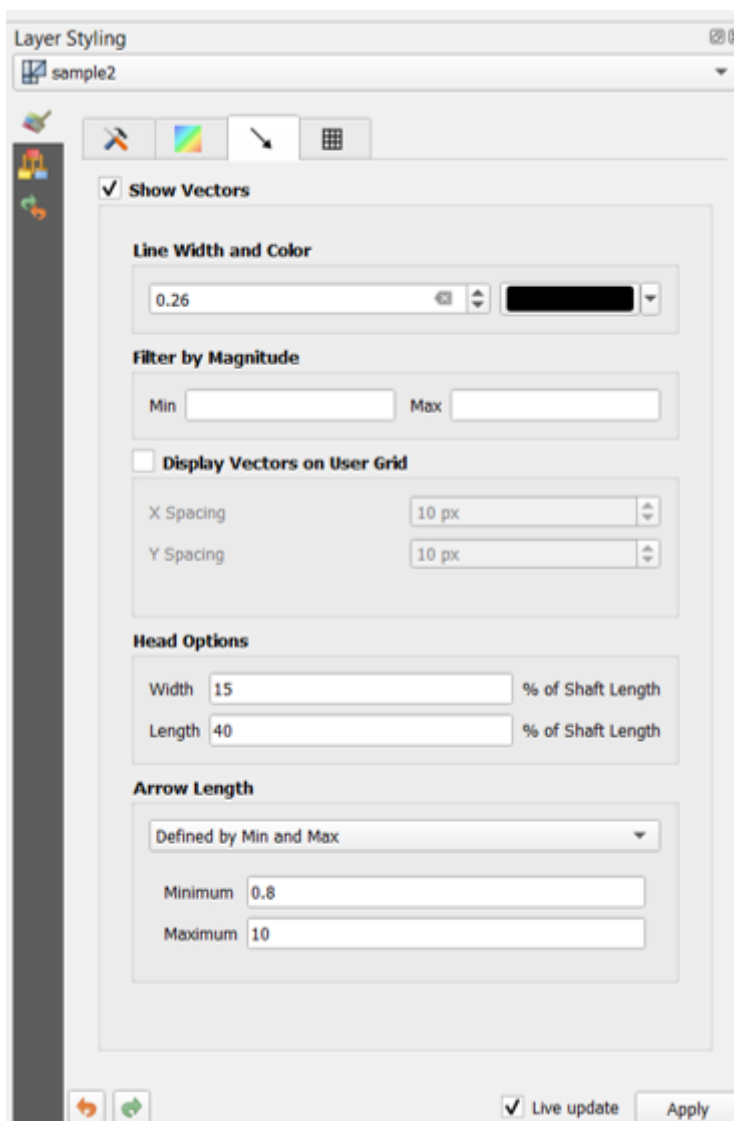 Layer Styling
sample2
Show Vectors
Line Width and Color
0.26
Filter by Magnitude
Min Max
Display Vectors on User Grid
X Spacing 10 px
Y Spacing 10 px
Head Options
Width 15 % of Shaft Length
Length 40 % of Shaft Length
Arrow Length
Defined by Min and Max
Minimum 0.8
Maximum 10
Live update Apply